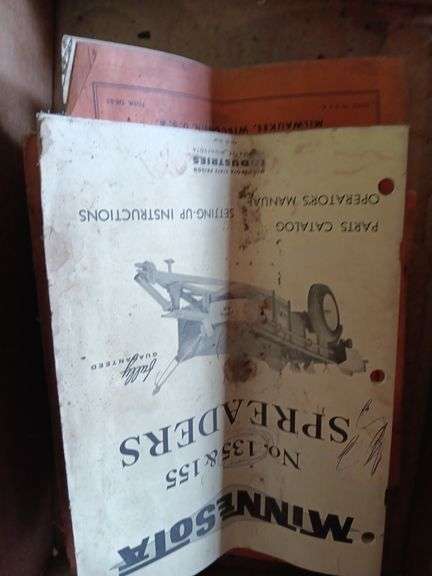 MINNESOTA
No. 135 & 155
SPREADERS
fully
GUARANTEED
PARTS CATALOG
OPERATORS MANUAL
SETTING-UP INSTRUCTIONS
INDUSTRIES
MILWAUKEE, WISCONSIN, U. S. A.